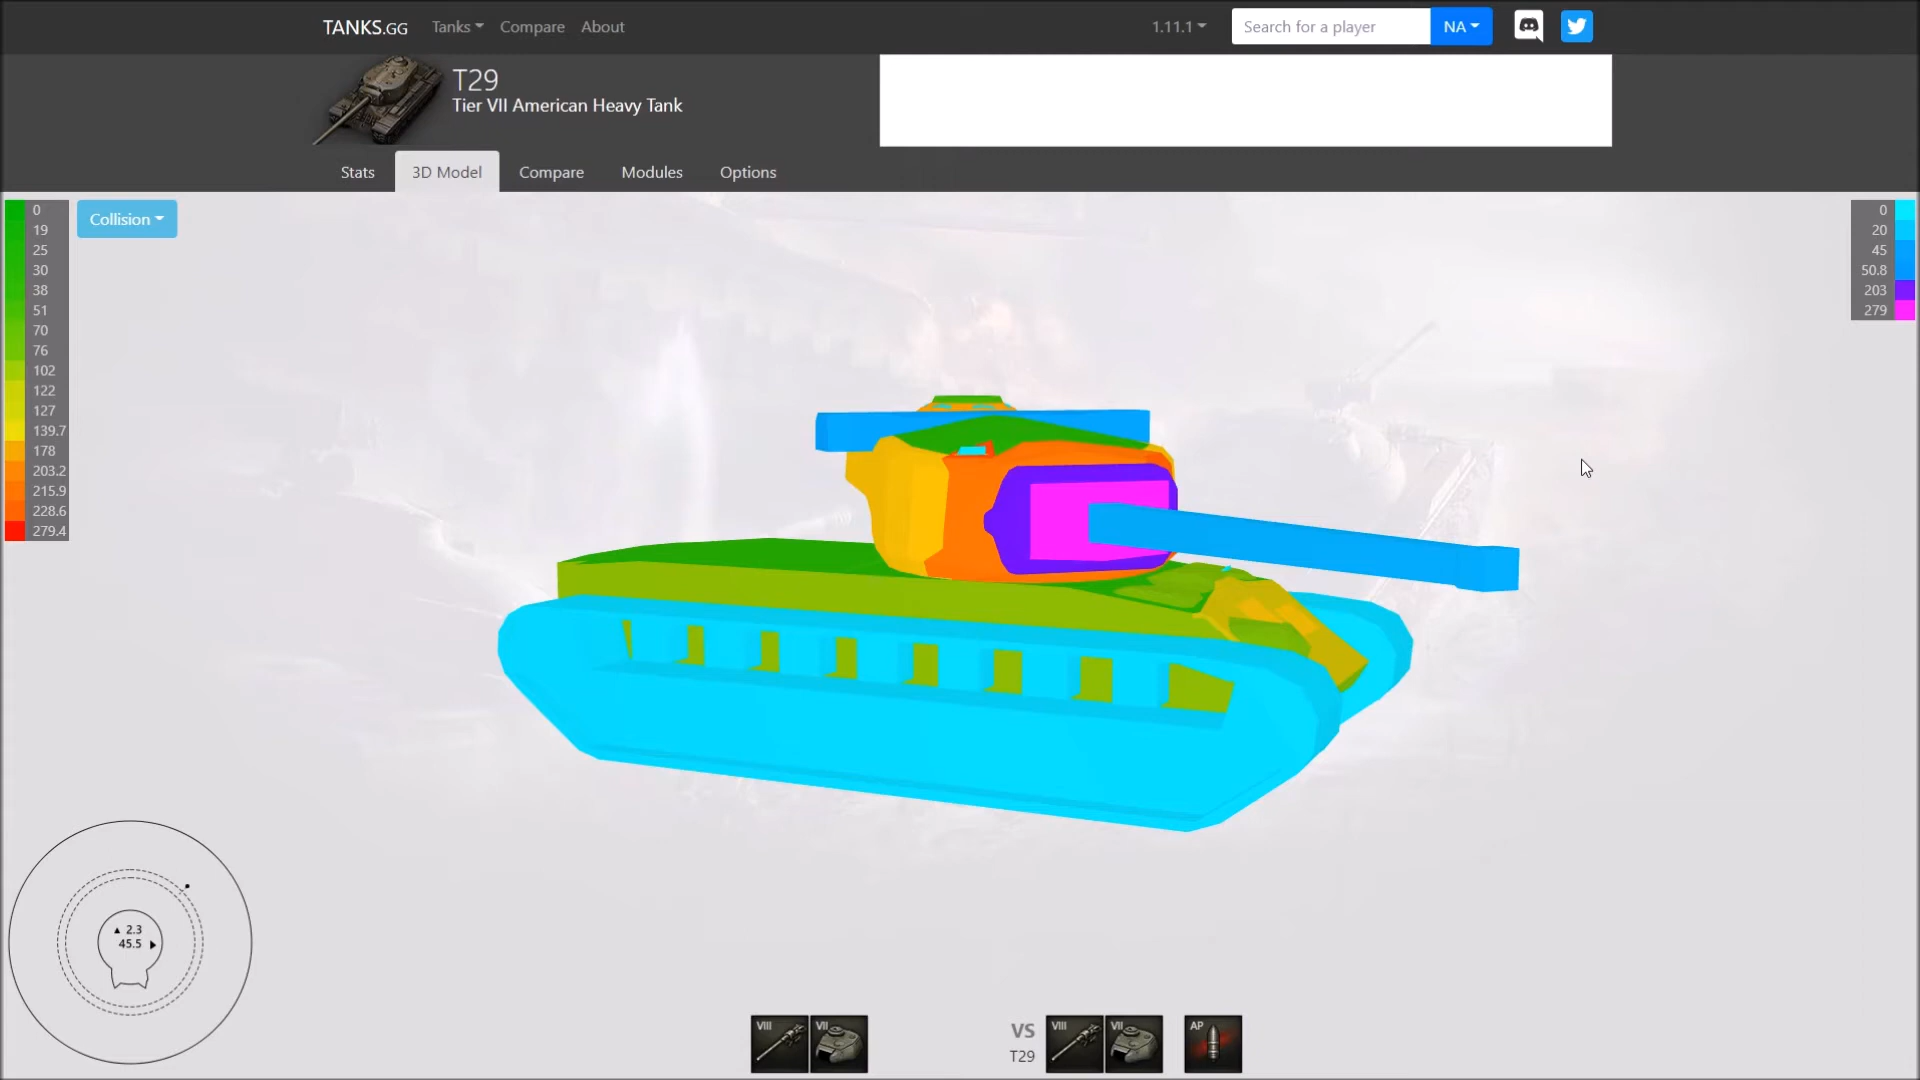 TANKS.GG Tanks Compare About 1.11.1 Search for a player NA
T29
Tier VII American Heavy Tank
Stats 3D Model Compare Modules Options
Collision
0
19
25
30
38
51
70
76
102
122
127
139.7
178
203.2
215.9
228.6
279.4
0
20
45
50.8
203
279
2.3
45.5
VIII VII
VS
T29
VIII VII
AP